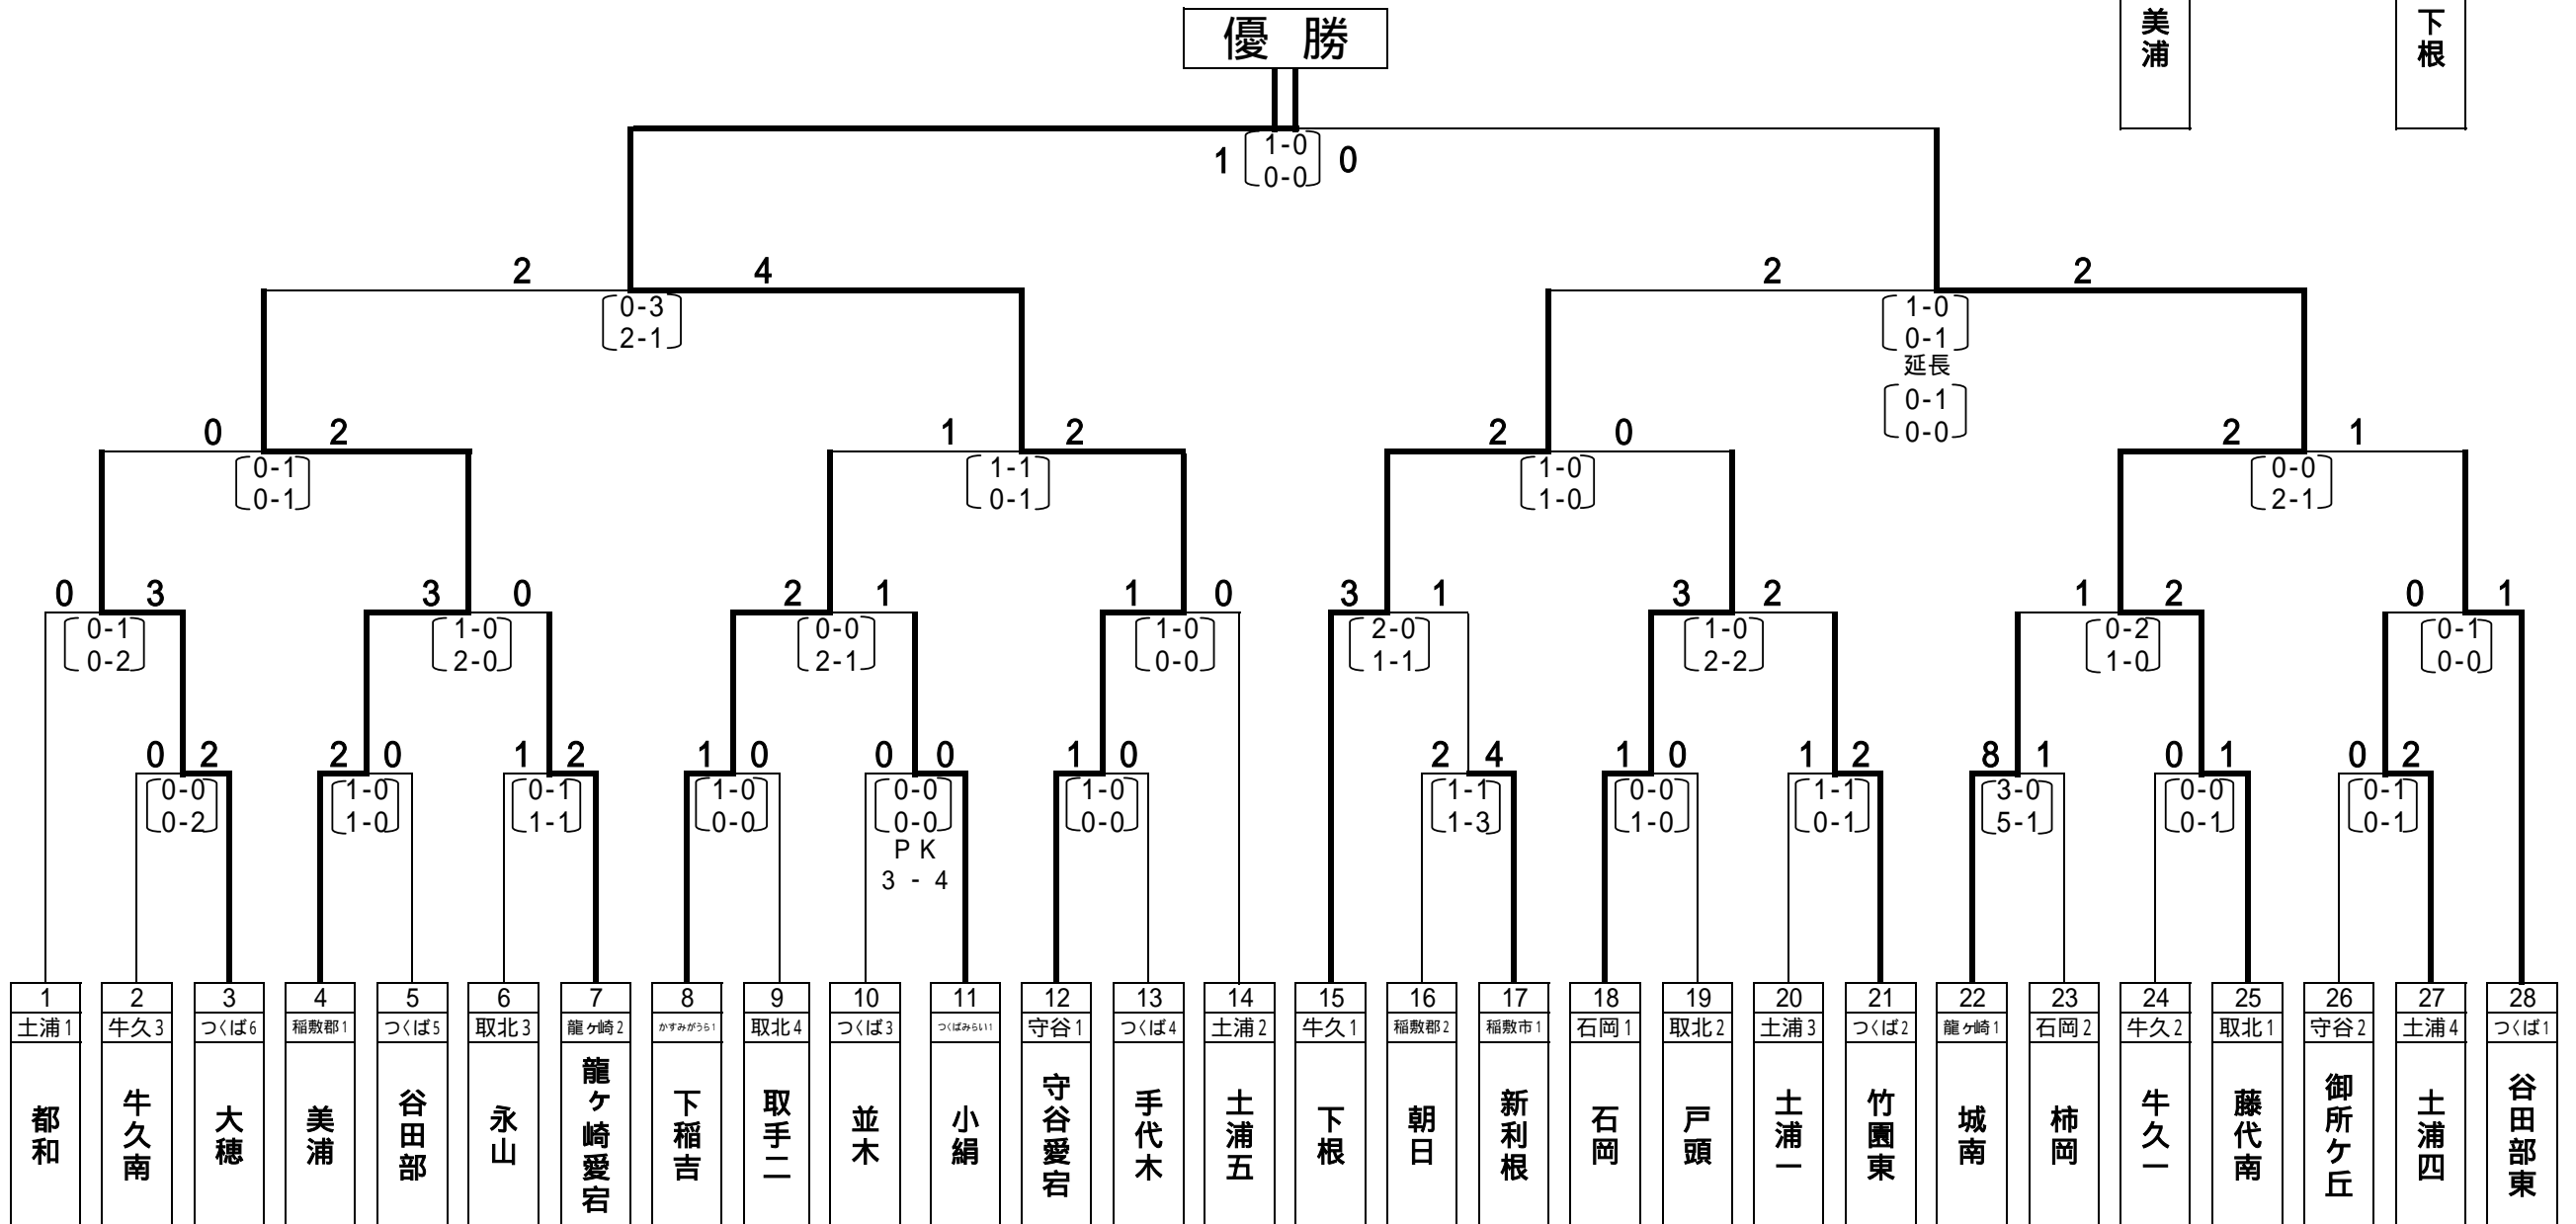 優 勝
美浦
下根
1 1-0 0
0-0
2 4 2 2
0-3 1-0
2-1 0-1
延長
0-1
0-0
0 2 1 2 2 0 2 1
0-1 1-1 1-0 0-0
0-1 0-1 1-0 2-1
0 3 3 0 2 1 1 0 3 1 3 2 1 2 0 1
0-1 1-0 0-0 1-0 2-0 1-0 0-2 0-1
0-2 2-0 2-1 0-0 1-1 2-2 1-0 0-0
0 2 2 0 1 2 1 0 0 0 1 0 2 4 1 0 1 2 8 1 0 1 0 2
0-0 1-0 0-1 1-0 0-0 1-0 1-1 0-0 1-1 3-0 0-0 0-1
0-2 1-0 1-1 0-0 0-0 0-0 1-3 1-0 0-1 5-1 0-1 0-1
PK
3 - 4
1 2 3 4 5 6 7 8 9 10 11 12 13 14 15 16 17 18 19 20 21 22 23 24 25 26 27 28
土浦1 牛久3 つくば6 稲敷郡1 つくば5 取北3 龍ヶ崎2 かすみがうら1 取北4 つくば3 つくばみらい1 守谷1 つくば4 土浦2 牛久1 稲敷郡2 稲敷市1 石岡1 取北2 土浦3 つくば2 龍ヶ崎1 石岡2 牛久2 取北1 守谷2 土浦4 つくば1
都和 牛久南 大穂 美浦 谷田部 永山 龍ヶ崎愛宕 下稲吉 取手二 並木 小絹 守谷愛宕 手代木 土浦五 下根 朝日 新利根 石岡 戸頭 土浦一 竹園東 城南 柿岡 牛久一 藤代南 御所ケ丘 土浦四 谷田部東